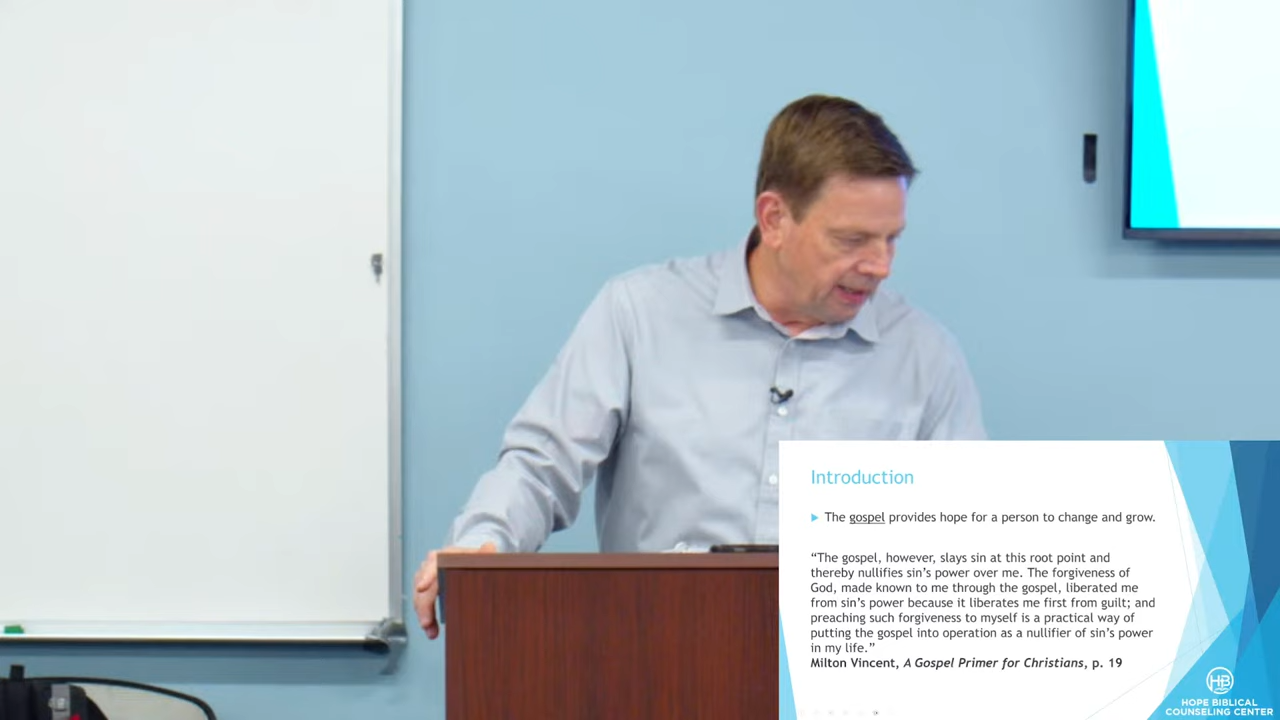 Introduction
The gospel provides hope for a person to change and grow.
“The gospel, however, slays sin at this root point and
thereby nullifies sin’s power over me. The forgiveness of
God, made known to me through the gospel, liberated me
from sin’s power because it liberates me first from guilt; and
preaching such forgiveness to myself is a practical way of
putting the gospel into operation as a nullifier of sin’s power
in my life.”
Milton Vincent, A Gospel Primer for Christians, p. 19
HB
HOPE BIBLICAL
COUNSELING CENTER